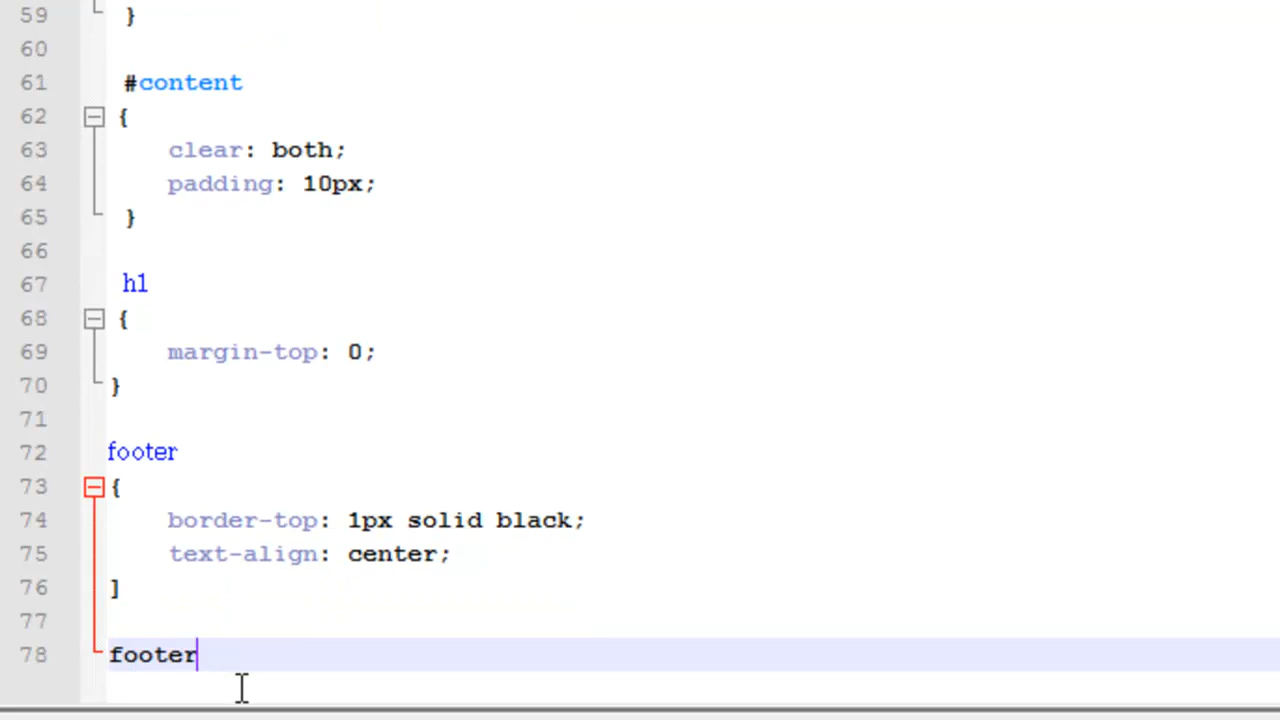 59 }
60
61 #content
62 {
63 clear: both;
64 padding: 10px;
65 }
66
67 h1
68 {
69 margin-top: 0;
70 }
71
72 footer
73 {
74 border-top: 1px solid black;
75 text-align: center;
76 ]
77
78 footer